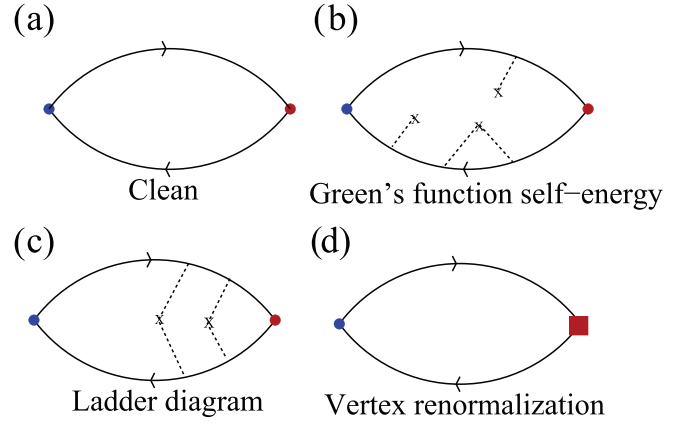 (a)
(b)
x
x
x
Clean
Green's function self−energy
(c)
(d)
x
x
Ladder diagram
Vertex renormalization